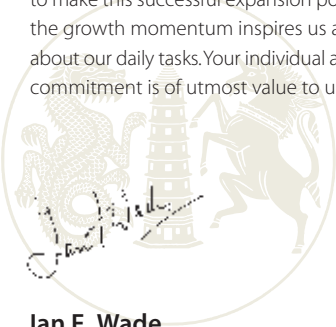 to make this successful expansion po
the growth momentum inspires us a
about our daily tasks. Your individual a
commitment is of utmost value to u
Ian F. Wade